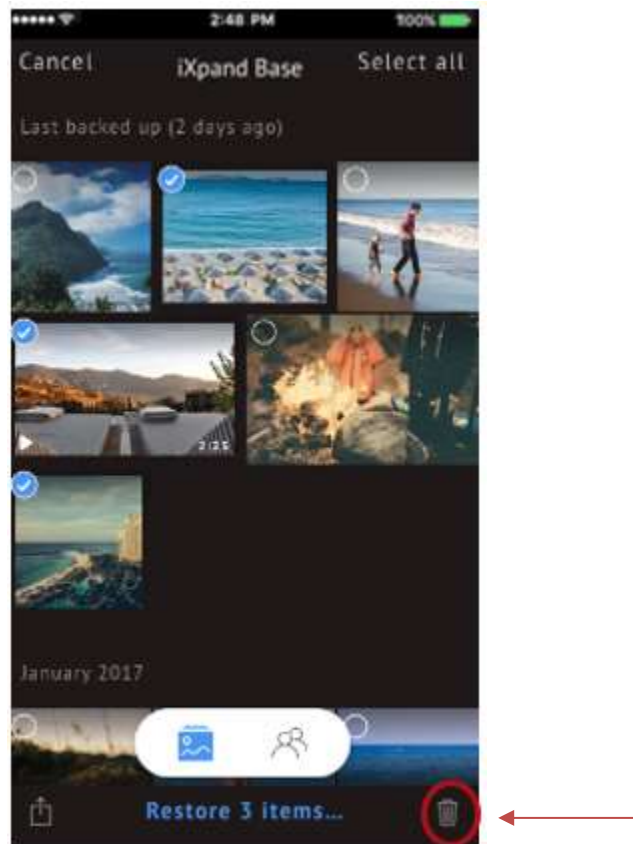 2:48 PM
100%
Cancel
iXpand Base
Select all
Last backed up (2 days ago)
2:25
January 2017
Restore 3 items...